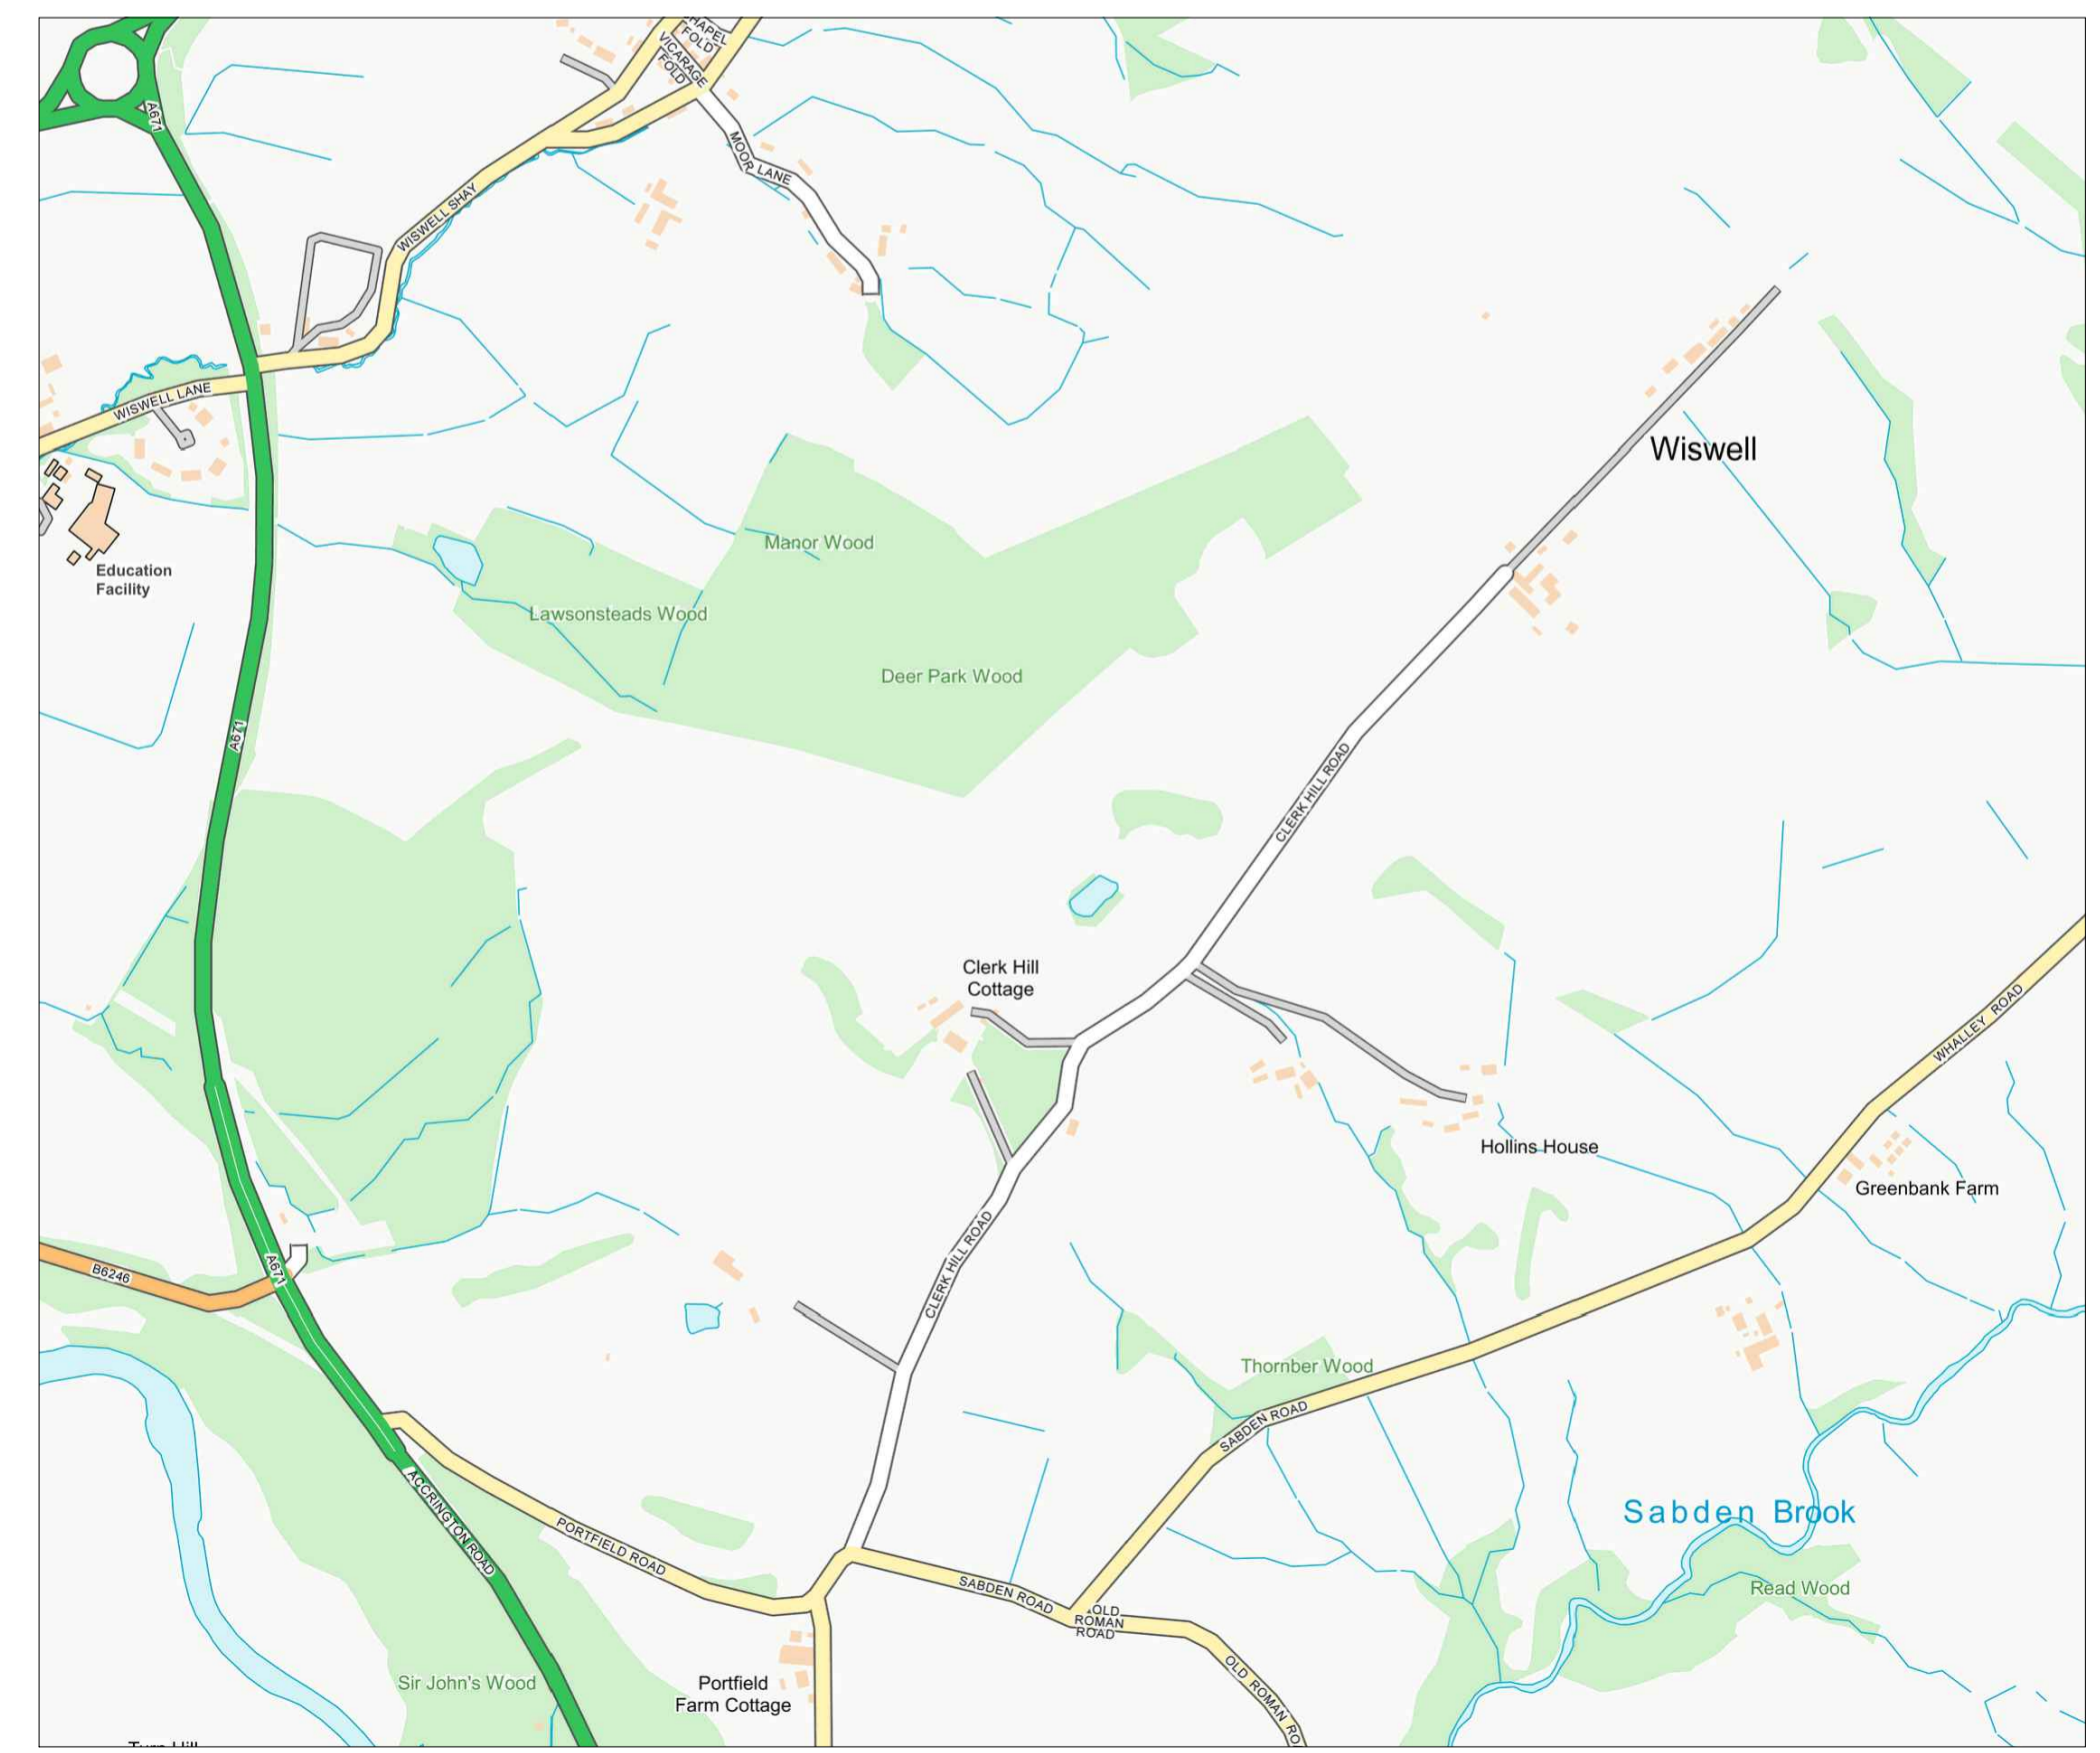 CHAPEL
FOLD
VICARAGE
FOLD
A671
MOOR LANE
WISWELL SHAY
WISWELL LANE
Wiswell
Education
Facility
Manor Wood
Lawsonsteads Wood
Deer Park Wood
A671
CLERK HILL ROAD
Clerk Hill
Cottage
WHALLEY ROAD
Hollins House
Greenbank Farm
A671
B6246
CLERK HILL ROAD
Thornber Wood
SABDEN ROAD
ACCRINGTON ROAD
PORTFIELD ROAD
Sabden Brook
SABDEN ROAD
OLD
ROMAN
ROAD
Read Wood
Sir John's Wood
Portfield
Farm Cottage
OLD ROMAN RO